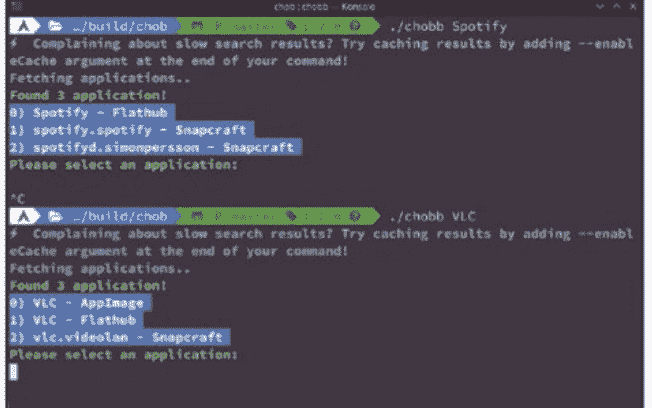 chob : chobb — Konsole
…/build/chob master ./chobb Spotify
⚡ Complaining about slow search results? Try caching results by adding --enabl
eCache argument at the end of your command!
Fetching applications..
Found 3 application!
0) Spotify - Flathub
1) spotify.spotify - Snapcraft
2) spotifyd.simonpersson - Snapcraft
Please select an application:
^C
…/build/chob master ./chobb VLC
⚡ Complaining about slow search results? Try caching results by adding --enabl
eCache argument at the end of your command!
Fetching applications..
Found 3 application!
0) VLC - AppImage
1) VLC - Flathub
2) vlc.videolan - Snapcraft
Please select an application: